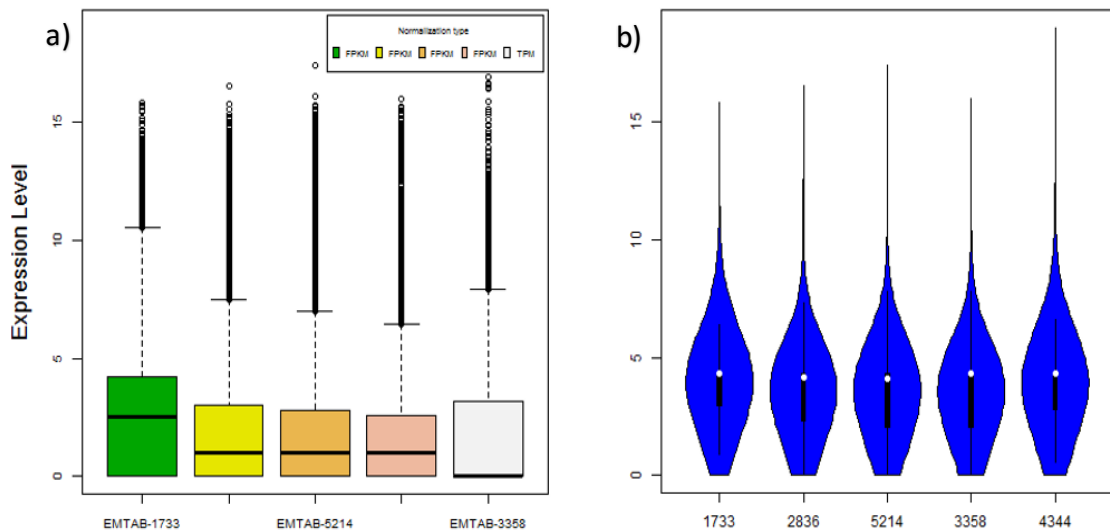 a)
Normalization type
FPKM FPKM FPKM FPKM TPM
Expression Level
15
10
5
0
EMTAB-1733 EMTAB-5214 EMTAB-3358
b)
15
10
5
0
1733 2836 5214 3358 4344